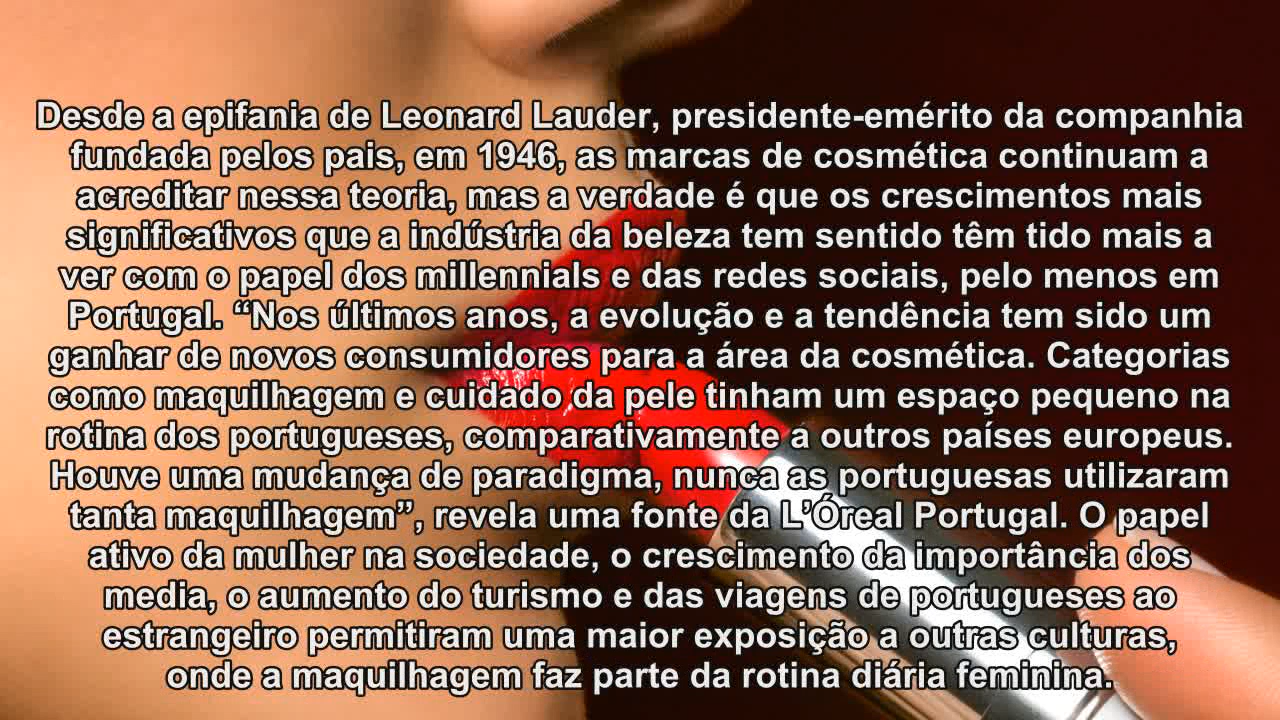 Desde a epifania de Leonard Lauder, presidente-emérito da companhia
fundada pelos pais, em 1946, as marcas de cosmética continuam a
acreditar nessa teoria, mas a verdade é que os crescimentos mais
significativos que a indústria da beleza tem sentido têm tido mais a
ver com o papel dos millennials e das redes sociais, pelo menos em
Portugal. “Nos últimos anos, a evolução e a tendência tem sido um
ganhar de novos consumidores para a área da cosmética. Categorias
como maquilhagem e cuidado da pele tinham um espaço pequeno na
rotina dos portugueses, comparativamente a outros países europeus.
Houve uma mudança de paradigma, nunca as portuguesas utilizaram
tanta maquilhagem”, revela uma fonte da L’Óreal Portugal. O papel
ativo da mulher na sociedade, o crescimento da importância dos
media, o aumento do turismo e das viagens de portugueses ao
estrangeiro permitiram uma maior exposição a outras culturas,
onde a maquilhagem faz parte da rotina diária feminina.